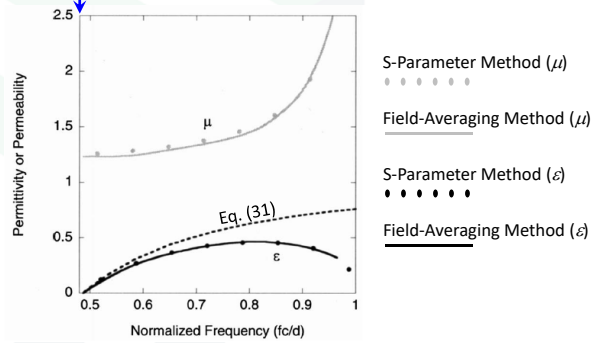 2.5
2
1.5
1
0.5
0
Permittivity or Permeability
μ
Eq. (31)
ε
0.5 0.6 0.7 0.8 0.9 1
Normalized Frequency (fc/d)
S-Parameter Method (μ)
Field-Averaging Method (μ)
S-Parameter Method (ε)
Field-Averaging Method (ε)